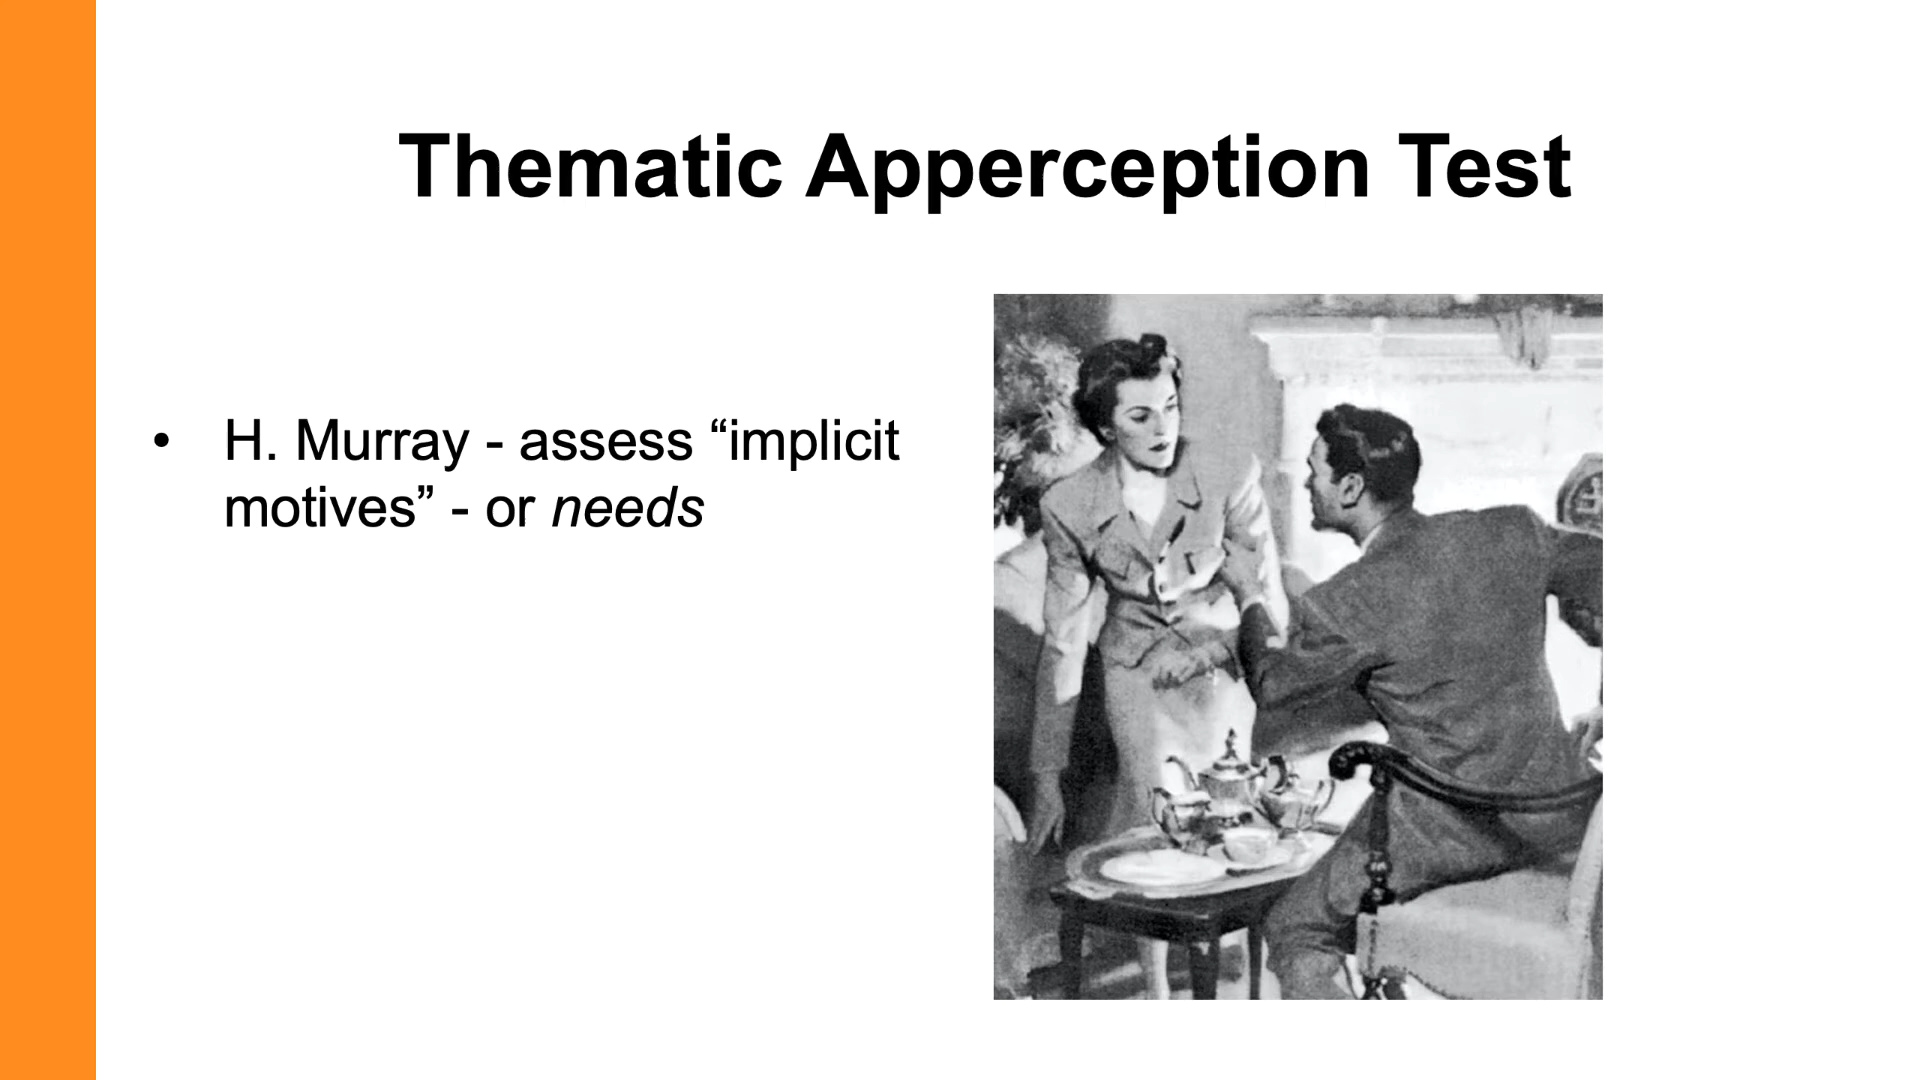 Thematic Apperception Test
• H. Murray - assess “implicit
motives” - or needs